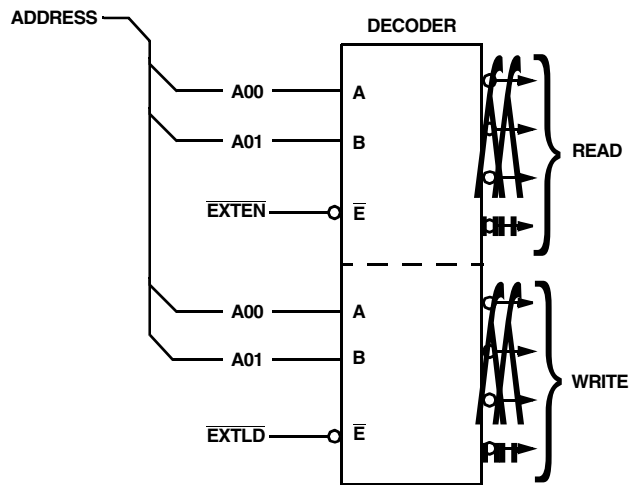 ADDRESS
DECODER
A00
A
A01
B
READ
EXTEN
E
A00
A
A01
B
WRITE
EXTLD
E